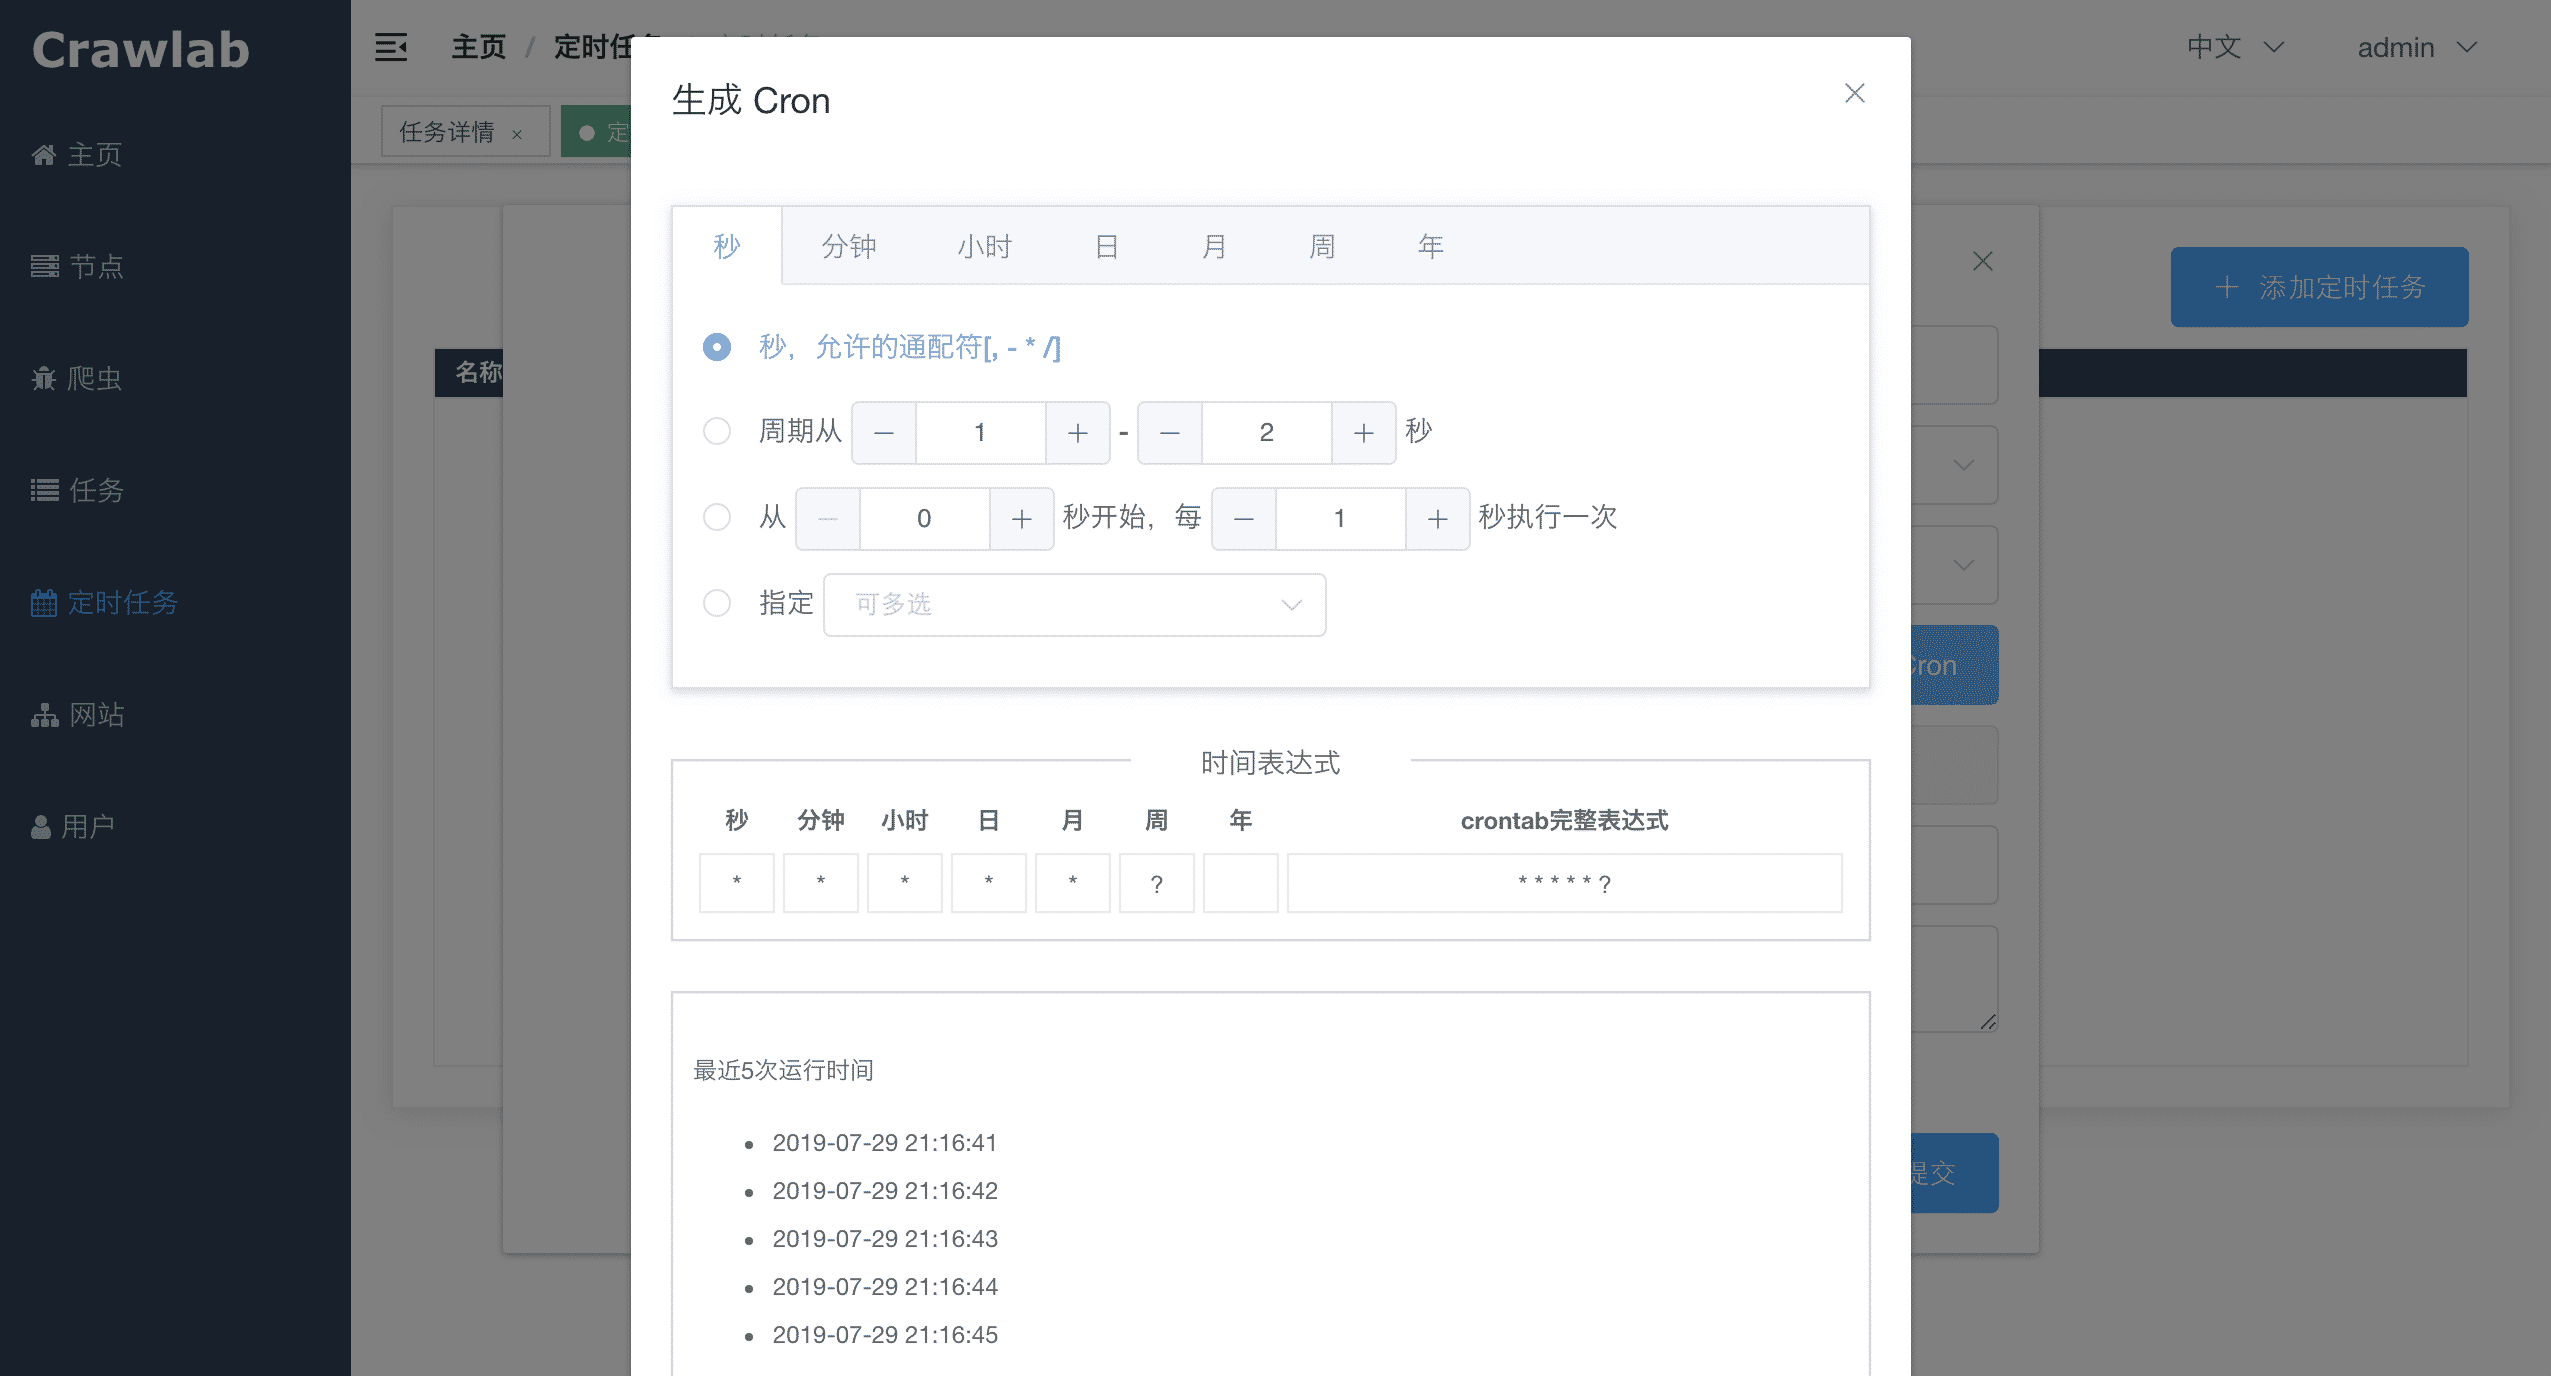 Crawlab
主页
节点
爬虫
任务
定时任务
网站
用户
主页 / 定时任
中文
admin
任务详情 ×
定
添加定时任务
名称
Cron
提交
生成 Cron
秒 分钟 小时 日 月 周 年
秒，允许的通配符[, - * /]
周期从 1 - 2 秒
从 0 秒开始，每 1 秒执行一次
指定 可多选
时间表达式
秒 分钟 小时 日 月 周 年 crontab完整表达式
* * * * * ? * * * * * ?
最近5次运行时间
2019-07-29 21:16:41
2019-07-29 21:16:42
2019-07-29 21:16:43
2019-07-29 21:16:44
2019-07-29 21:16:45